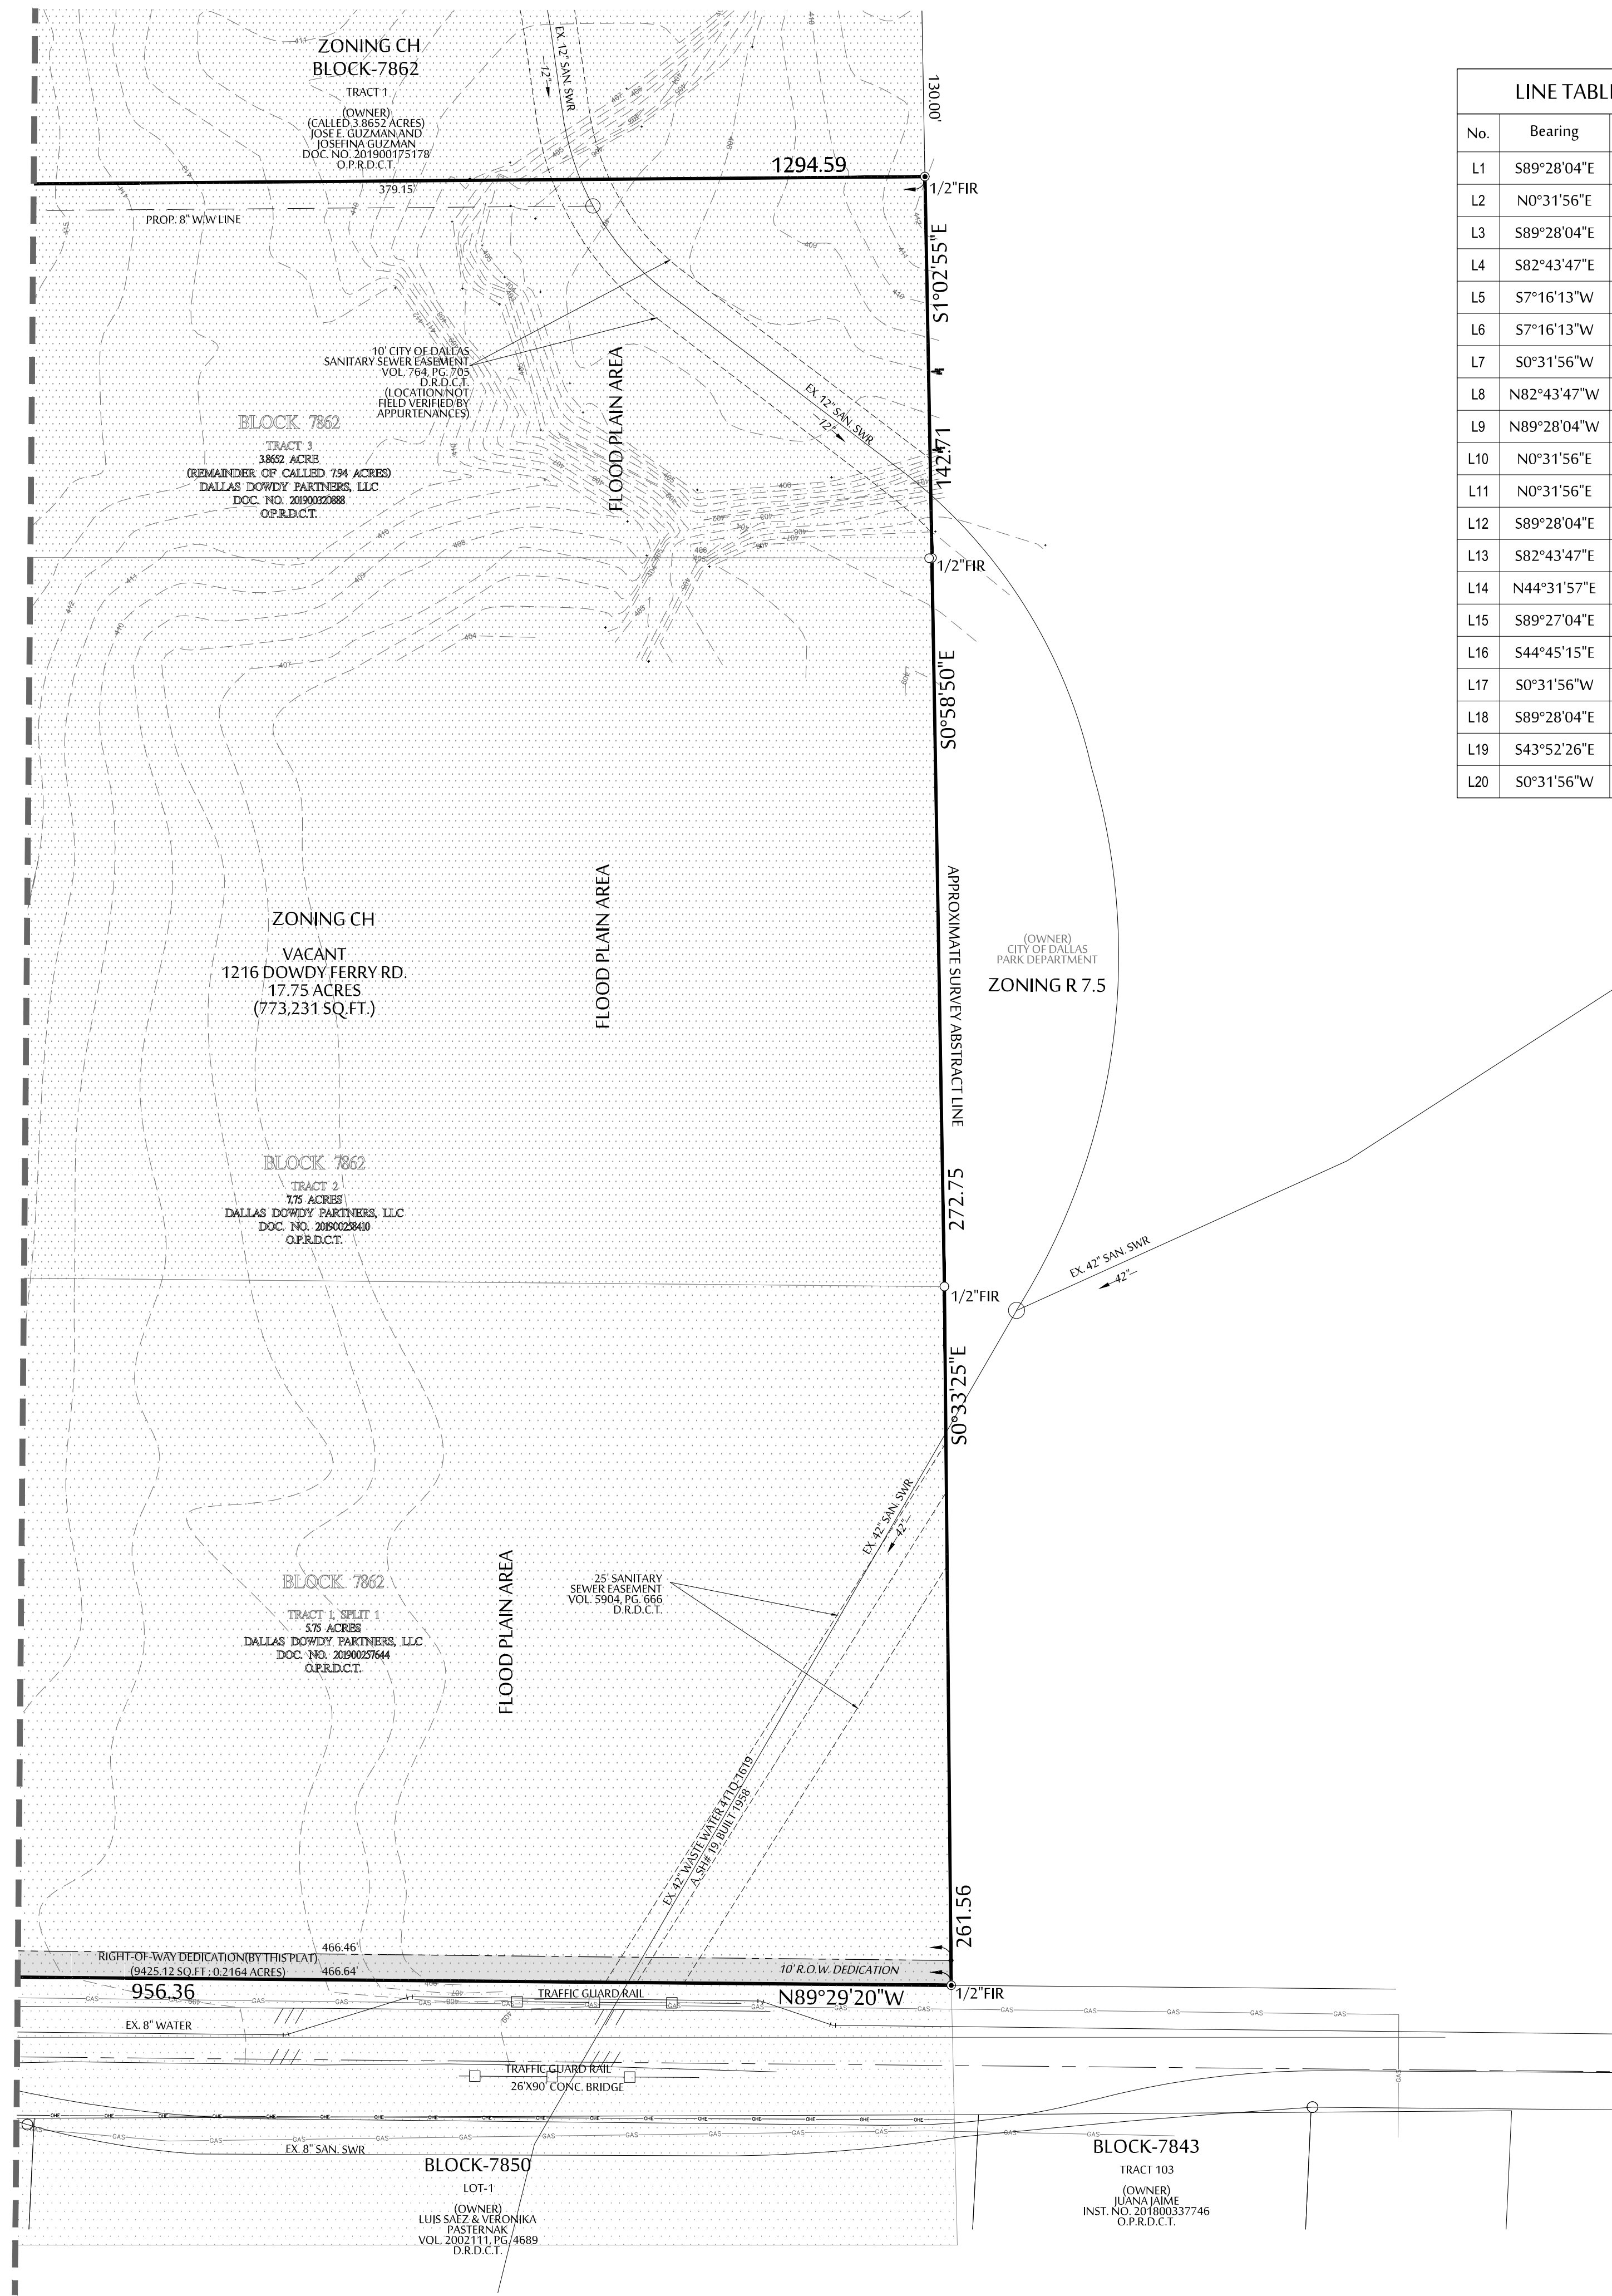 ZONING CH
BLOCK-7862
TRACT 1
(OWNER)
(CALLED 3.8652 ACRES)
JOSE E. GUZMAN AND
JOSEFINA GUZMAN
DOC. NO. 201900175178
O.P.R.D.C.T.
EX. 12" SAN. SWR
12"
130.00'
1294.59
379.15'
1/2"FIR
PROP. 8" W.W LINE
S1°02'55"E
10' CITY OF DALLAS
SANITARY SEWER EASEMENT
VOL. 764, PG. 705
D.R.D.C.T.
(LOCATION NOT
FIELD VERIFIED BY
APPURTENANCES)
FLOOD PLAIN AREA
EX. 12" SAN. SWR
12"
142.71
BLOCK 7862
TRACT 3
3.8652 ACRE
(REMAINDER OF CALLED 7.94 ACRES)
DALLAS DOWDY PARTNERS, LLC
DOC. NO. 201900320888
O.P.R.D.C.T.
1/2"FIR
S0°58'50"E
ZONING CH
VACANT
1216 DOWDY FERRY RD.
17.75 ACRES
(773,231 SQ.FT.)
FLOOD PLAIN AREA
APPROXIMATE SURVEY ABSTRACT LINE
(OWNER)
CITY OF DALLAS
PARK DEPARTMENT
ZONING R 7.5
BLOCK 7862
TRACT 2
7.75 ACRES
DALLAS DOWDY PARTNERS, LLC
DOC. NO. 201900258410
O.P.R.D.C.T.
272.75
1/2"FIR
EX. 42" SAN. SWR
42"
S0°33'25"E
EX. 42" SAN. SWR
42"
BLOCK 7862
TRACT 1, SPLIT 1
5.75 ACRES
DALLAS DOWDY PARTNERS, LLC
DOC. NO. 201900257644
O.P.R.D.C.T.
FLOOD PLAIN AREA
25' SANITARY
SEWER EASEMENT
VOL. 5904, PG. 666
D.R.D.C.T.
EX. 42" WASTE WATER 411Q-1619
A, SH# 19, BUILT 1958
261.56
466.46'
RIGHT-OF-WAY DEDICATION(BY THIS PLAT)
(9425.12 SQ.FT ; 0.2164 ACRES)
466.64'
10' R.O.W. DEDICATION
956.36
TRAFFIC GUARD RAIL
N89°29'20"W
1/2"FIR
EX. 8" WATER
TRAFFIC GUARD RAIL
26'X90' CONC. BRIDGE
EX. 8" SAN. SWR
BLOCK-7850
LOT-1
(OWNER)
LUIS SAEZ & VERONIKA
PASTERNAK
VOL. 2002111, PG. 4689
D.R.D.C.T.
BLOCK-7843
TRACT 103
(OWNER)
JUANA JAIME
INST. NO. 201800337746
O.P.R.D.C.T.
LINE TABL
No. Bearing
L1 S89°28'04"E
L2 N0°31'56"E
L3 S89°28'04"E
L4 S82°43'47"E
L5 S7°16'13"W
L6 S7°16'13"W
L7 S0°31'56"W
L8 N82°43'47"W
L9 N89°28'04"W
L10 N0°31'56"E
L11 N0°31'56"E
L12 S89°28'04"E
L13 S82°43'47"E
L14 N44°31'57"E
L15 S89°27'04"E
L16 S44°45'15"E
L17 S0°31'56"W
L18 S89°28'04"E
L19 S43°52'26"E
L20 S0°31'56"W